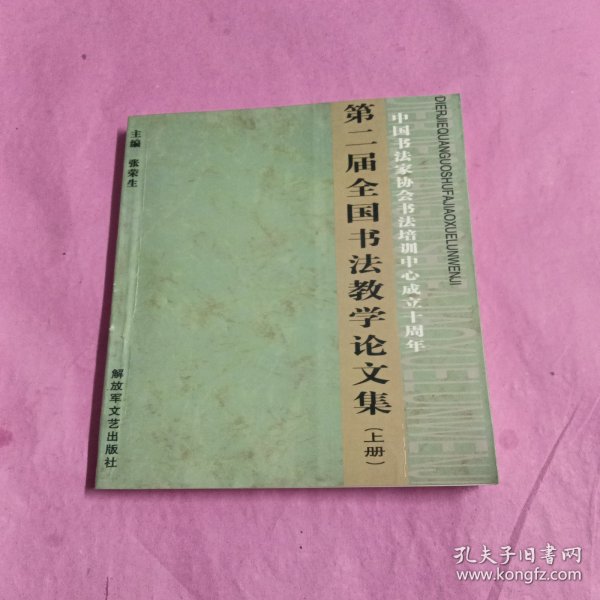 DIERJIEQUANGUOSHUFAJIAOXUELUNWENJI
中国书法家协会书法培训中心成立十周年
第二届全国书法教学论文集(上册)
主编 张荣生
解放军文艺出版社
孔夫子旧书网
www.kongfz.com